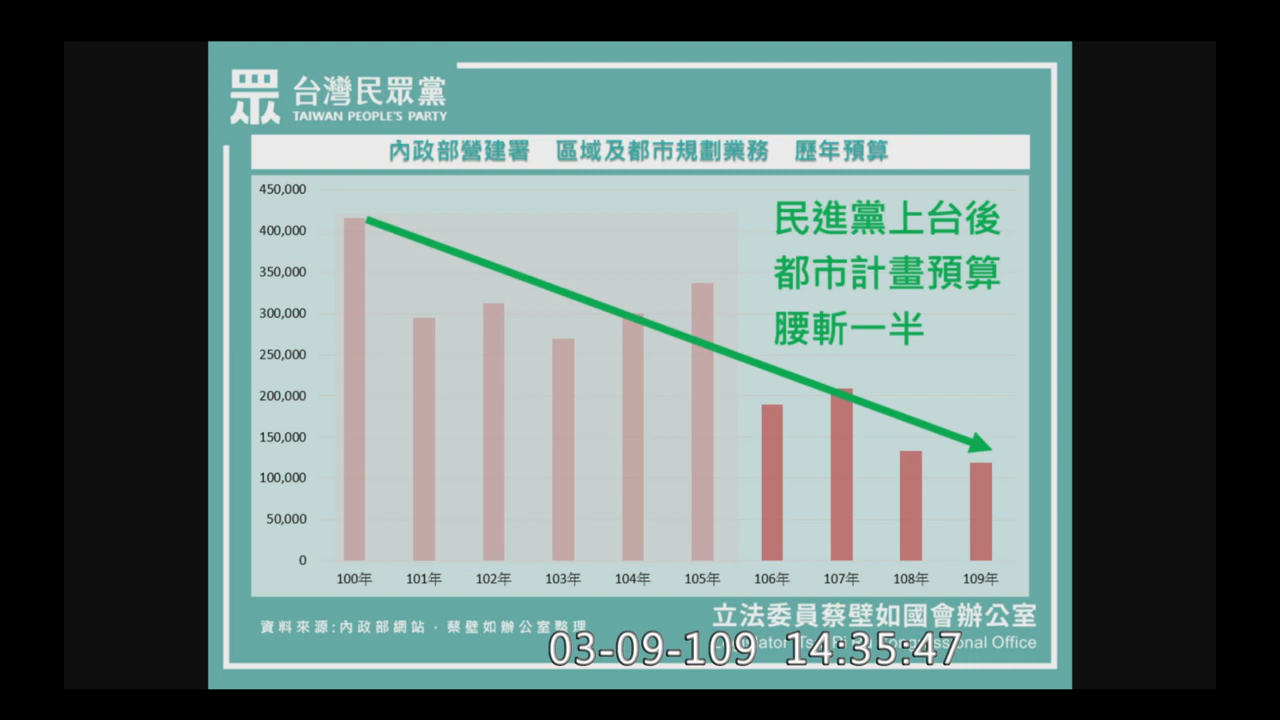 眾 台灣民眾黨
TAIWAN PEOPLE'S PARTY
內政部營建署 區域及都市規劃業務 歷年預算
450,000
400,000
350,000
300,000
250,000
200,000
150,000
100,000
50,000
0
民進黨上台後
都市計畫預算
腰斬一半
100年 101年 102年 103年 104年 105年 106年 107年 108年 109年
資料來源:內政部網站．蔡壁如辦公室整理
立法委員蔡壁如國會辦公室
Congressional Office
03-09-109 14:35:47